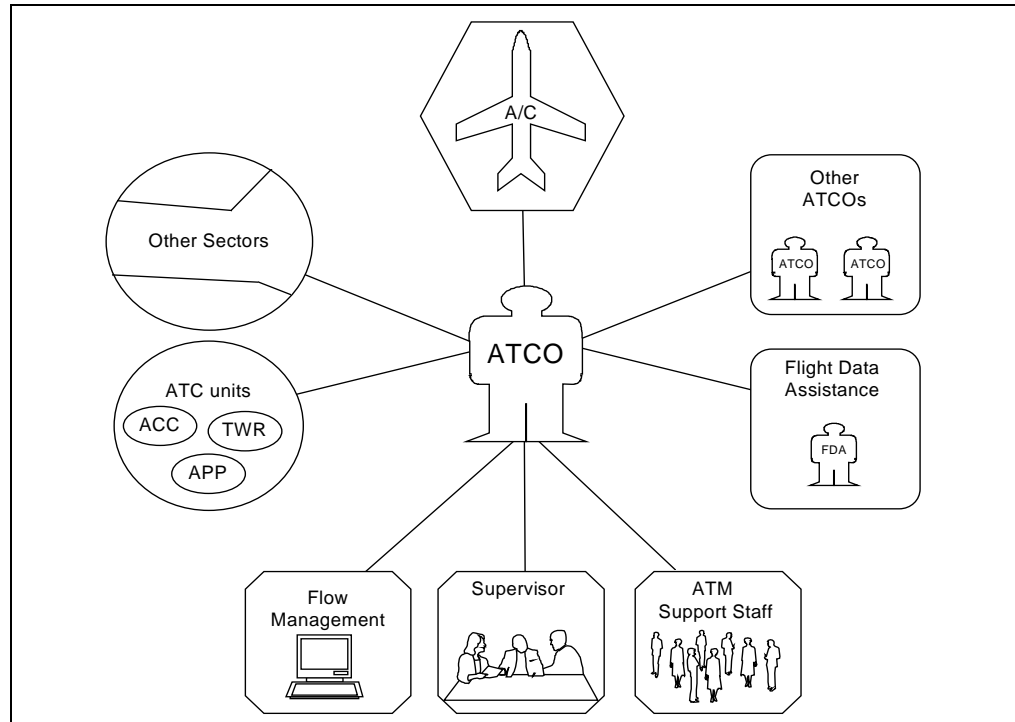 A/C
Other Sectors
Other
ATCOs
ATCO
ATCO
ATCO
ATC units
ACC
TWR
APP
Flight Data
Assistance
FDA
Flow
Management
Supervisor
ATM
Support Staff